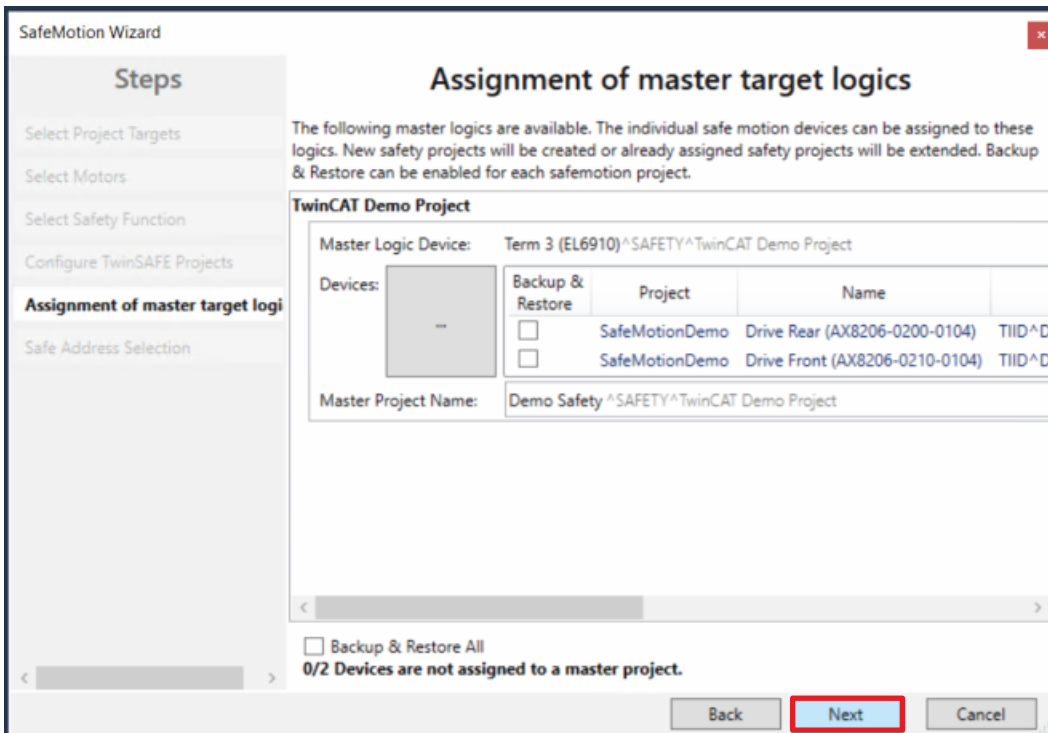 SafeMotion Wizard
Steps
Select Project Targets
Select Motors
Select Safety Function
Configure TwinSAFE Projects
Assignment of master target logi
Safe Address Selection
Assignment of master target logics
The following master logics are available. The individual safe motion devices can be assigned to these
logics. New safety projects will be created or already assigned safety projects will be extended. Backup
& Restore can be enabled for each safemotion project.
TwinCAT Demo Project
Master Logic Device: Term 3 (EL6910)^SAFETY^TwinCAT Demo Project
Devices: ...
Backup & Restore Project Name
SafeMotionDemo Drive Rear (AX8206-0200-0104) TIID^D
SafeMotionDemo Drive Front (AX8206-0210-0104) TIID^D
Master Project Name: Demo Safety ^SAFETY^TwinCAT Demo Project
Backup & Restore All
0/2 Devices are not assigned to a master project.
Back Next Cancel